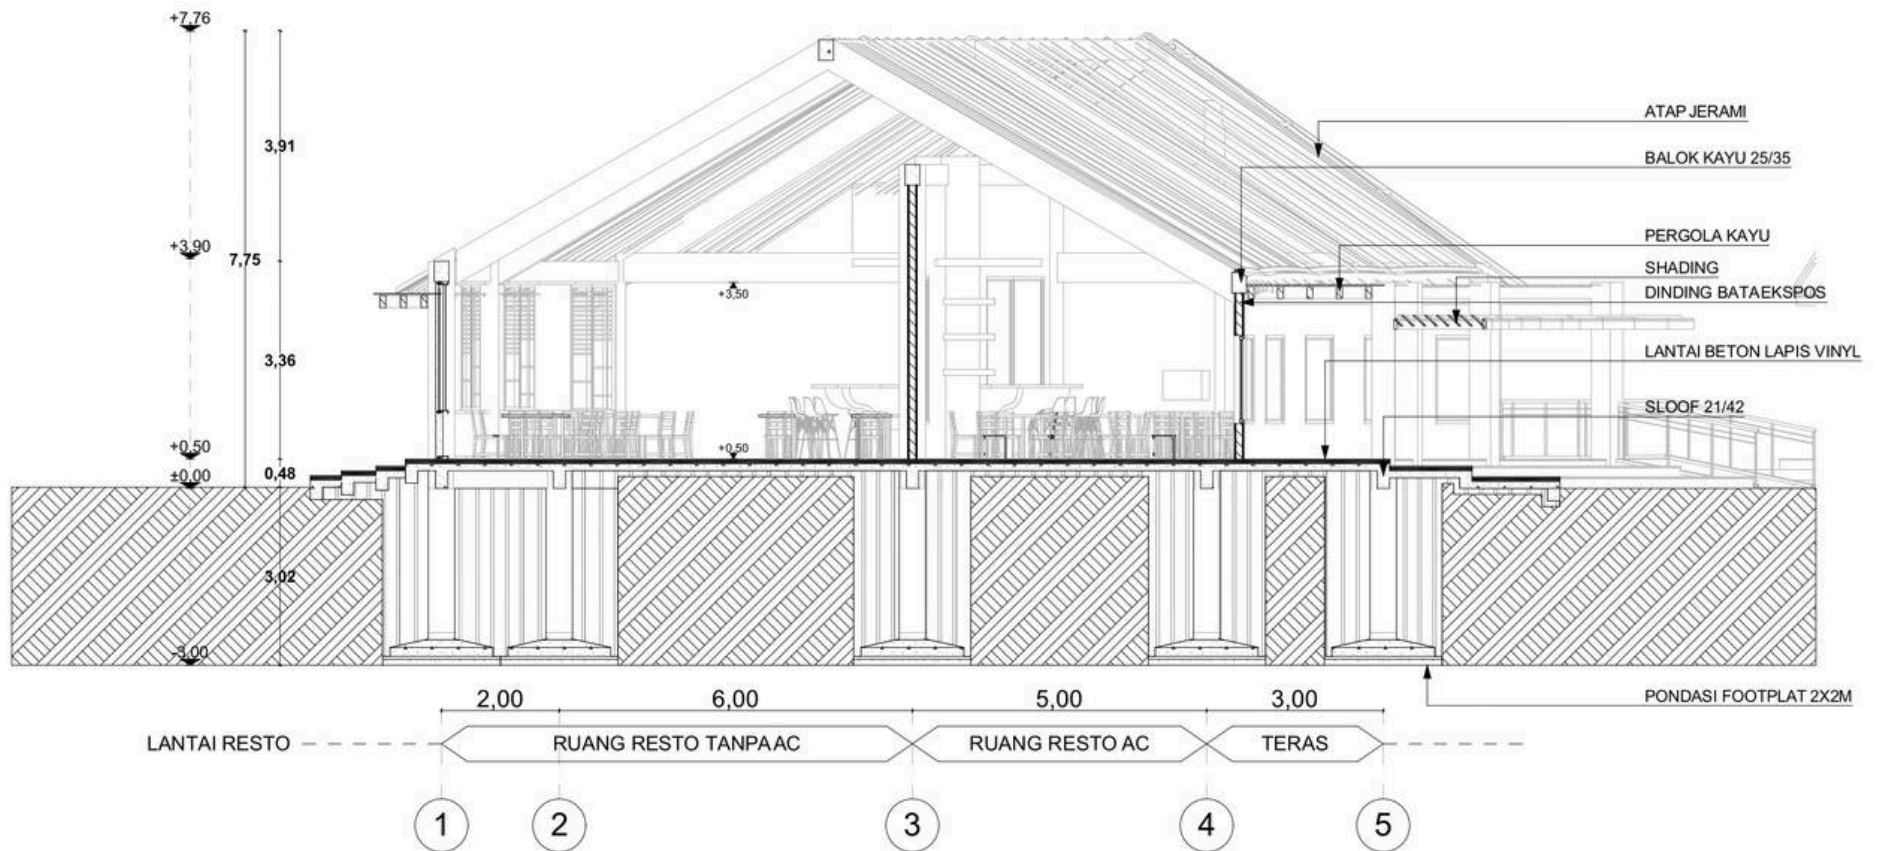 +7,76
3,91
ATAP JERAMI
BALOK KAYU 25/35
+3,90
7,75
PERGOLA KAYU
SHADING
+3,50
DINDING BATAEKSPOS
3,36
LANTAI BETON LAPIS VINYL
SLOOF 21/42
+0,50
+0,50
±0,00
0,48
3,02
-3,00
2,00
6,00
5,00
3,00
PONDASI FOOTPLAT 2X2M
LANTAI RESTO
RUANG RESTO TANPAAC
RUANG RESTO AC
TERAS
1
2
3
4
5